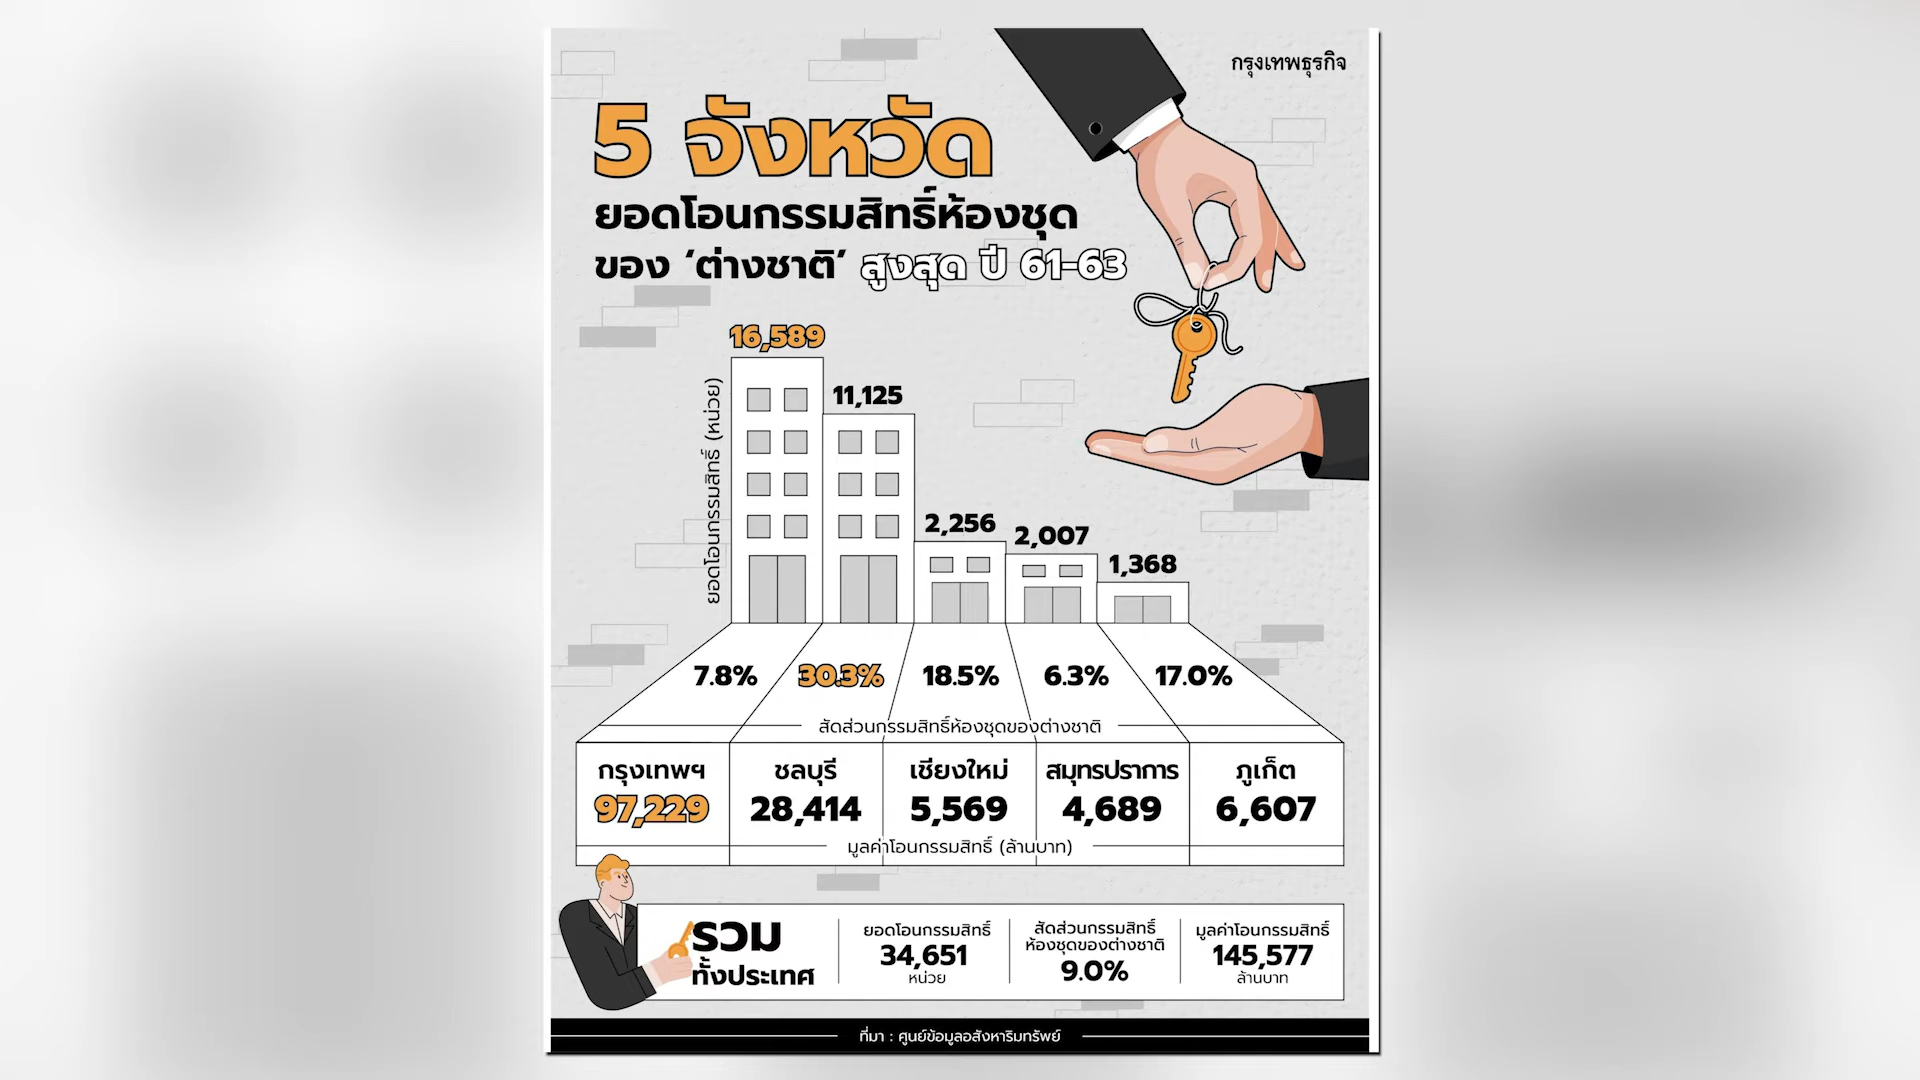 กรุงเทพธุรกิจ
5 จังหวัด
ยอดโอนกรรมสิทธิ์ห้องชุด
ของ ‘ต่างชาติ’ สูงสุด ปี 61-63
ยอดโอนกรรมสิทธิ์ (หน่วย)
16,589
11,125
2,256
2,007
1,368
7.8% 30.3% 18.5% 6.3% 17.0%
สัดส่วนกรรมสิทธิ์ห้องชุดของต่างชาติ
กรุงเทพฯ ชลบุรี เชียงใหม่ สมุทรปราการ ภูเก็ต
97,229 28,414 5,569 4,689 6,607
มูลค่าโอนกรรมสิทธิ์ (ล้านบาท)
รวม
ทั้งประเทศ
ยอดโอนกรรมสิทธิ์
34,651
หน่วย
สัดส่วนกรรมสิทธิ์
ห้องชุดของต่างชาติ
9.0%
มูลค่าโอนกรรมสิทธิ์
145,577
ล้านบาท
ที่มา : ศูนย์ข้อมูลอสังหาริมทรัพย์